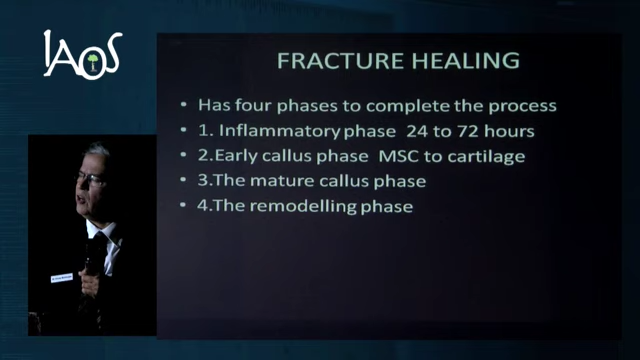 IAOS
FRACTURE HEALING
• Has four phases to complete the process
• 1. Inflammatory phase 24 to 72 hours
• 2.Early callus phase MSC to cartilage
• 3.The mature callus phase
• 4.The remodelling phase